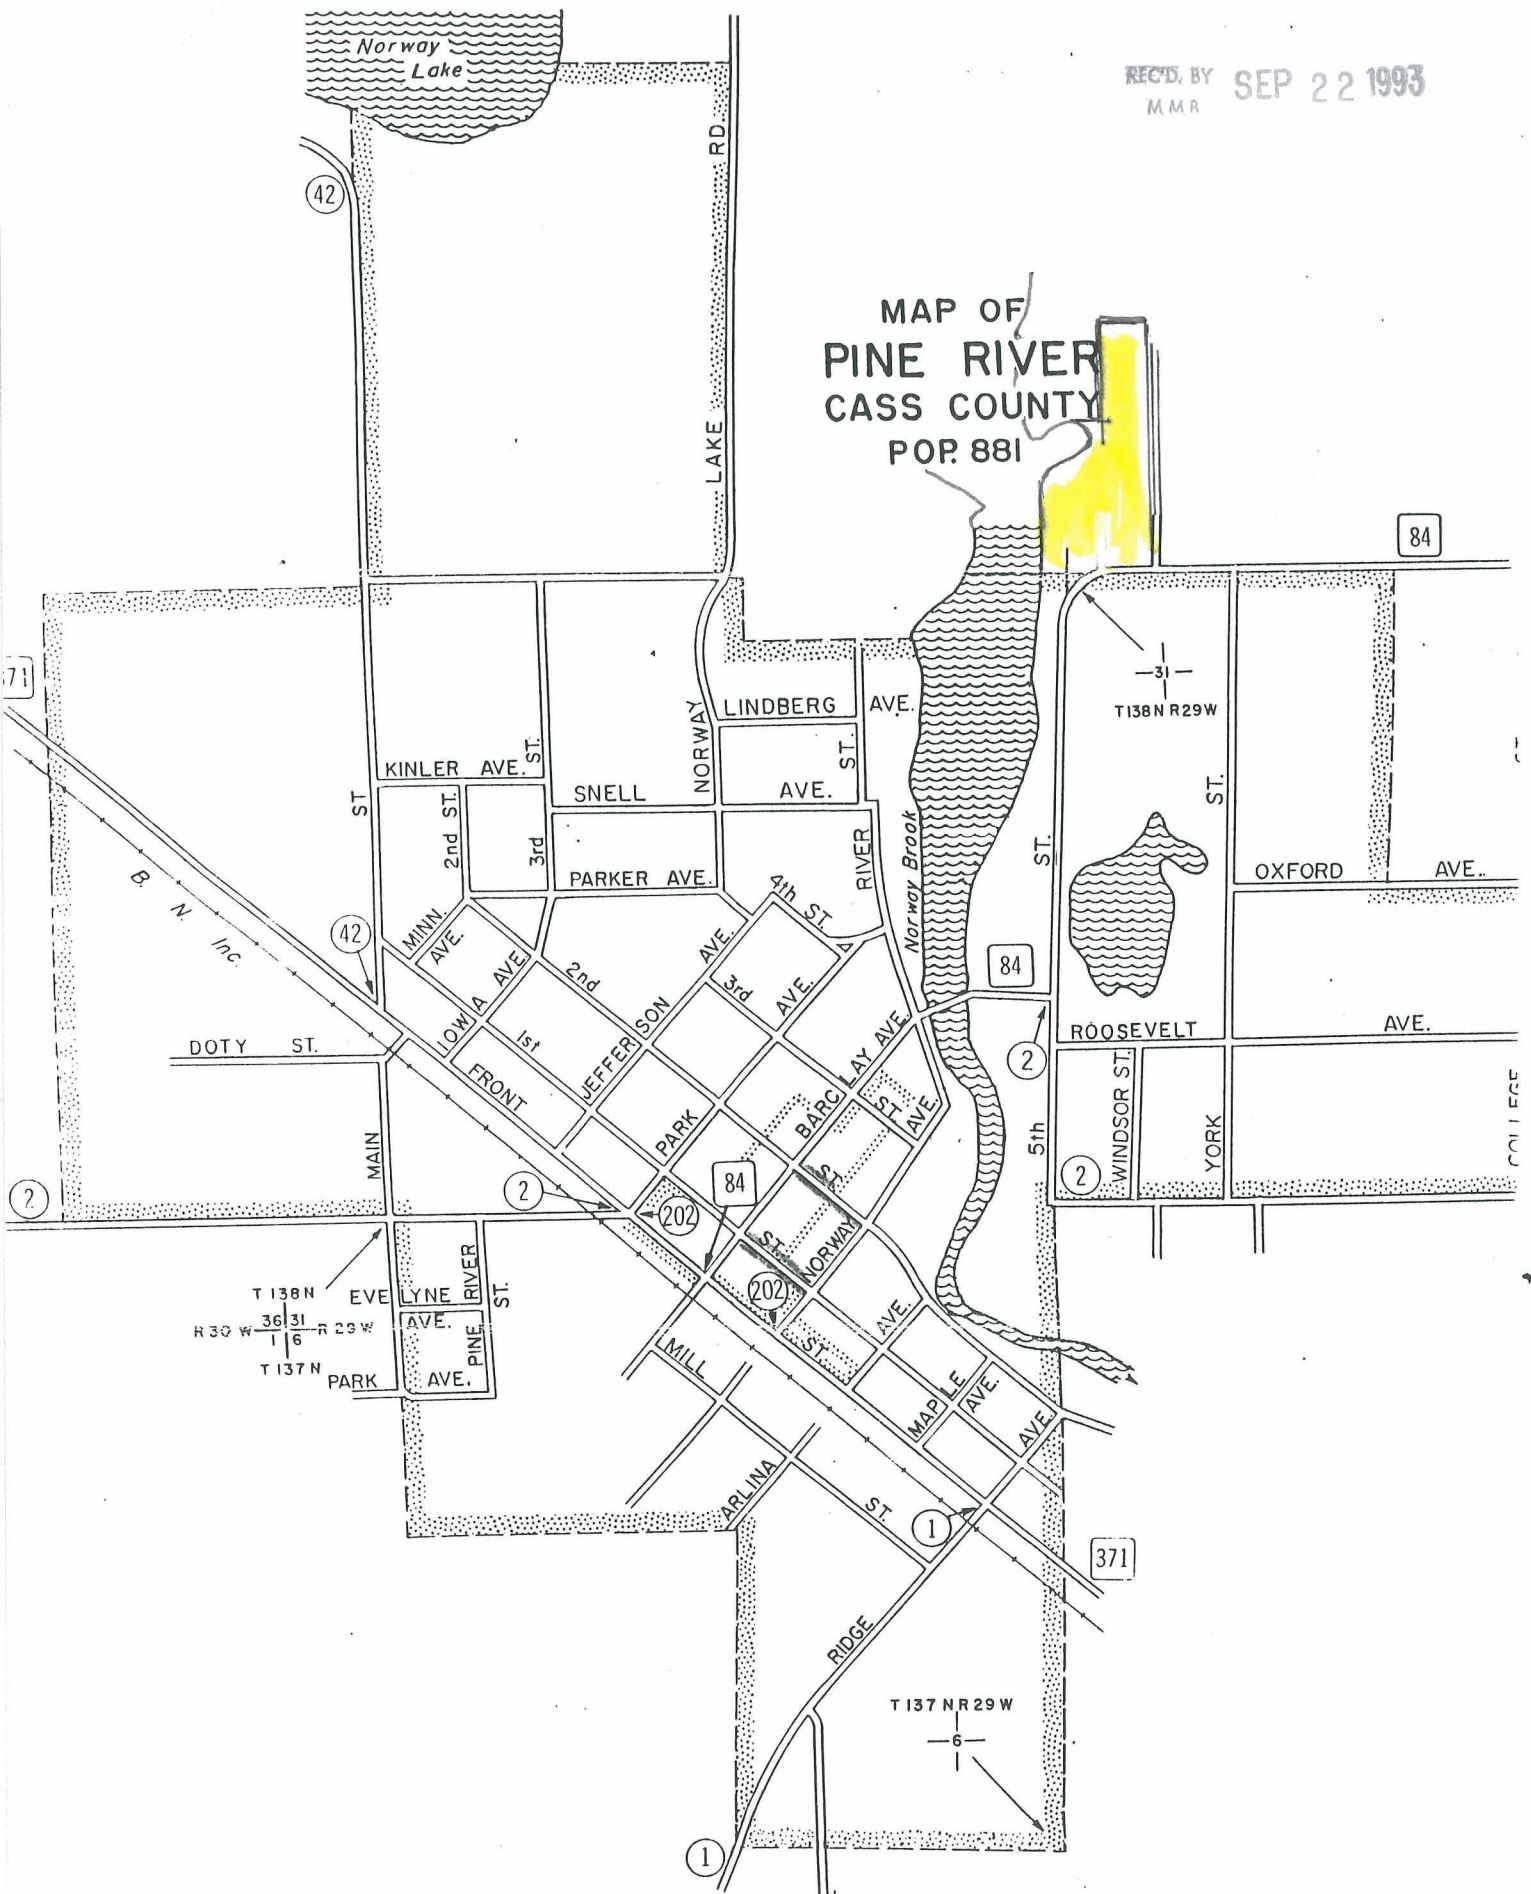 Norway
Lake
REC'D. BY SEP 22 1993
MMR
RD.
42
MAP OF
PINE RIVER
CASS COUNTY
POP. 881
LAKE
84
371
31
T138N R29W
LINDBERG AVE.
NORWAY
ST.
ST.
KINLER AVE.
SNELL AVE.
ST
2nd ST.
3rd
ST.
ST.
RIVER
Norway Brook
PARKER AVE.
OXFORD AVE.
4th ST.
B. N. Inc.
42
MINN. AVE.
IOWA AVE.
2nd
AVE.
3rd
AVE.
84
JEFFERSON
1st
DOTY ST.
FRONT
BARCLAY AVE.
ROOSEVELT AVE.
2
ST.
AVE.
PARK
WINDSOR ST.
COLLEGE
MAIN
5th
YORK
2
2
84
ST.
2
202
ST.
NORWAY
202
T 138 N
R 30 W 36 31 R 29 W
1 6
T 137 N
EVELYNE AVE.
RIVER ST.
PINE
PARK AVE.
AVE.
ST.
MILL
MAPLE AVE.
AVE.
ARLINA
ST.
1
371
RIDGE
T 137 N R 29 W
6
1